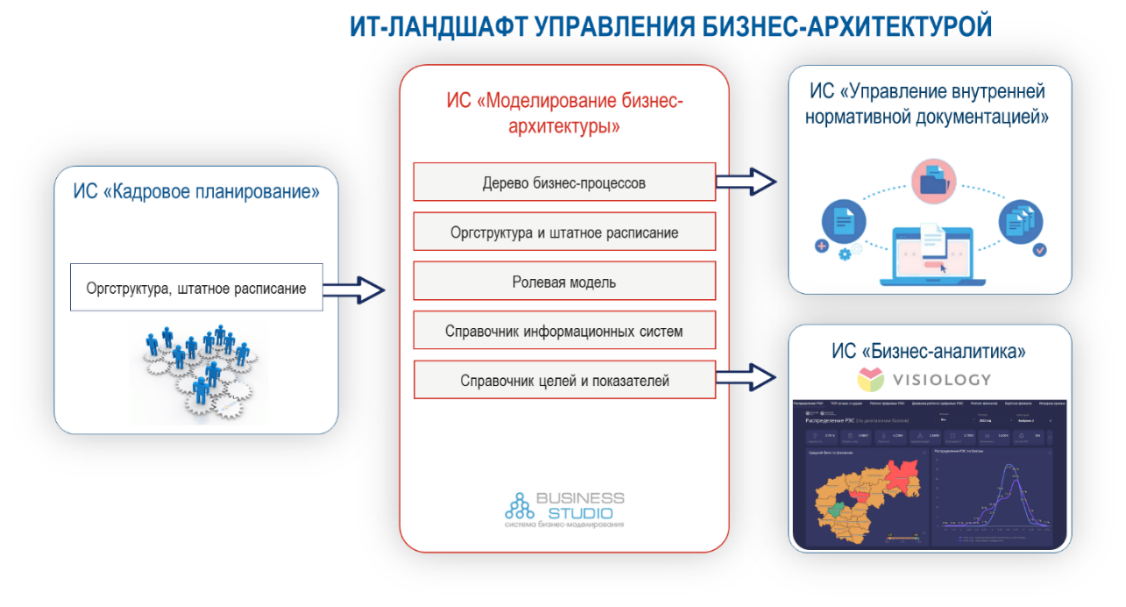 ИТ-ЛАНДШАФТ УПРАВЛЕНИЯ БИЗНЕС-АРХИТЕКТУРОЙ
ИС «Кадровое планирование»
Оргструктура, штатное расписание
ИС «Моделирование бизнес-
архитектуры»
Дерево бизнес-процессов
Оргструктура и штатное расписание
Ролевая модель
Справочник информационных систем
Справочник целей и показателей
BUSINESS
STUDIO
система бизнес-моделирования
ИС «Управление внутренней
нормативной документацией»
ИС «Бизнес-аналитика»
VISIOLOGY
Распределение РЭС